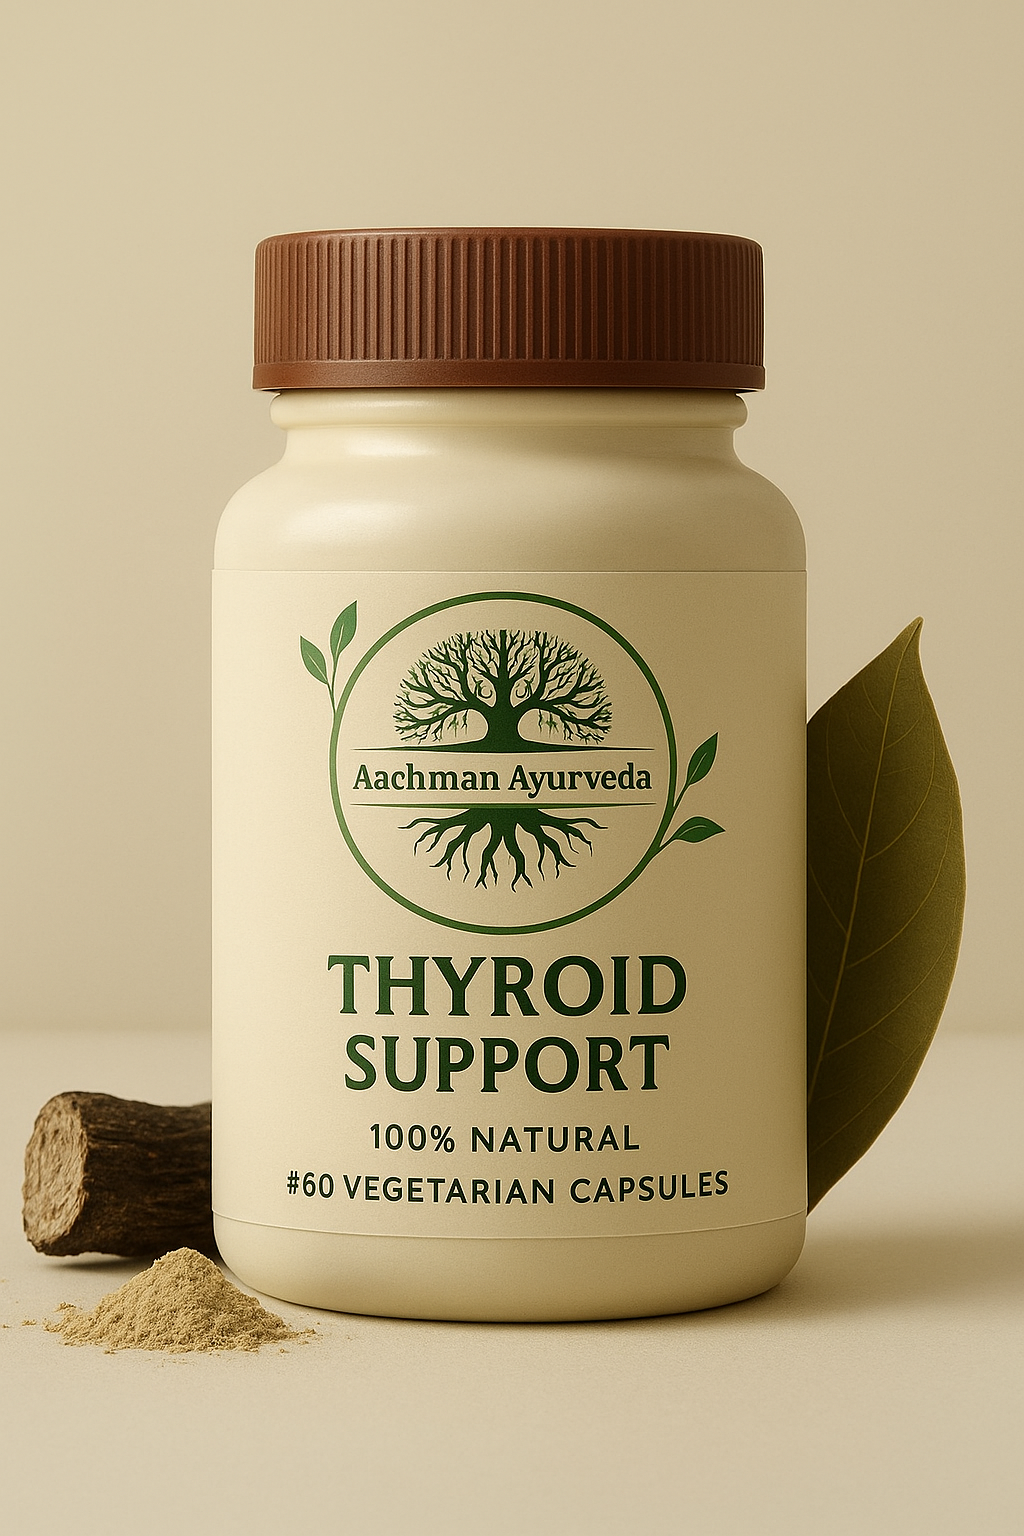 Aachman Ayurveda
THYROID
SUPPORT
100% NATURAL
#60 VEGETARIAN CAPSULES